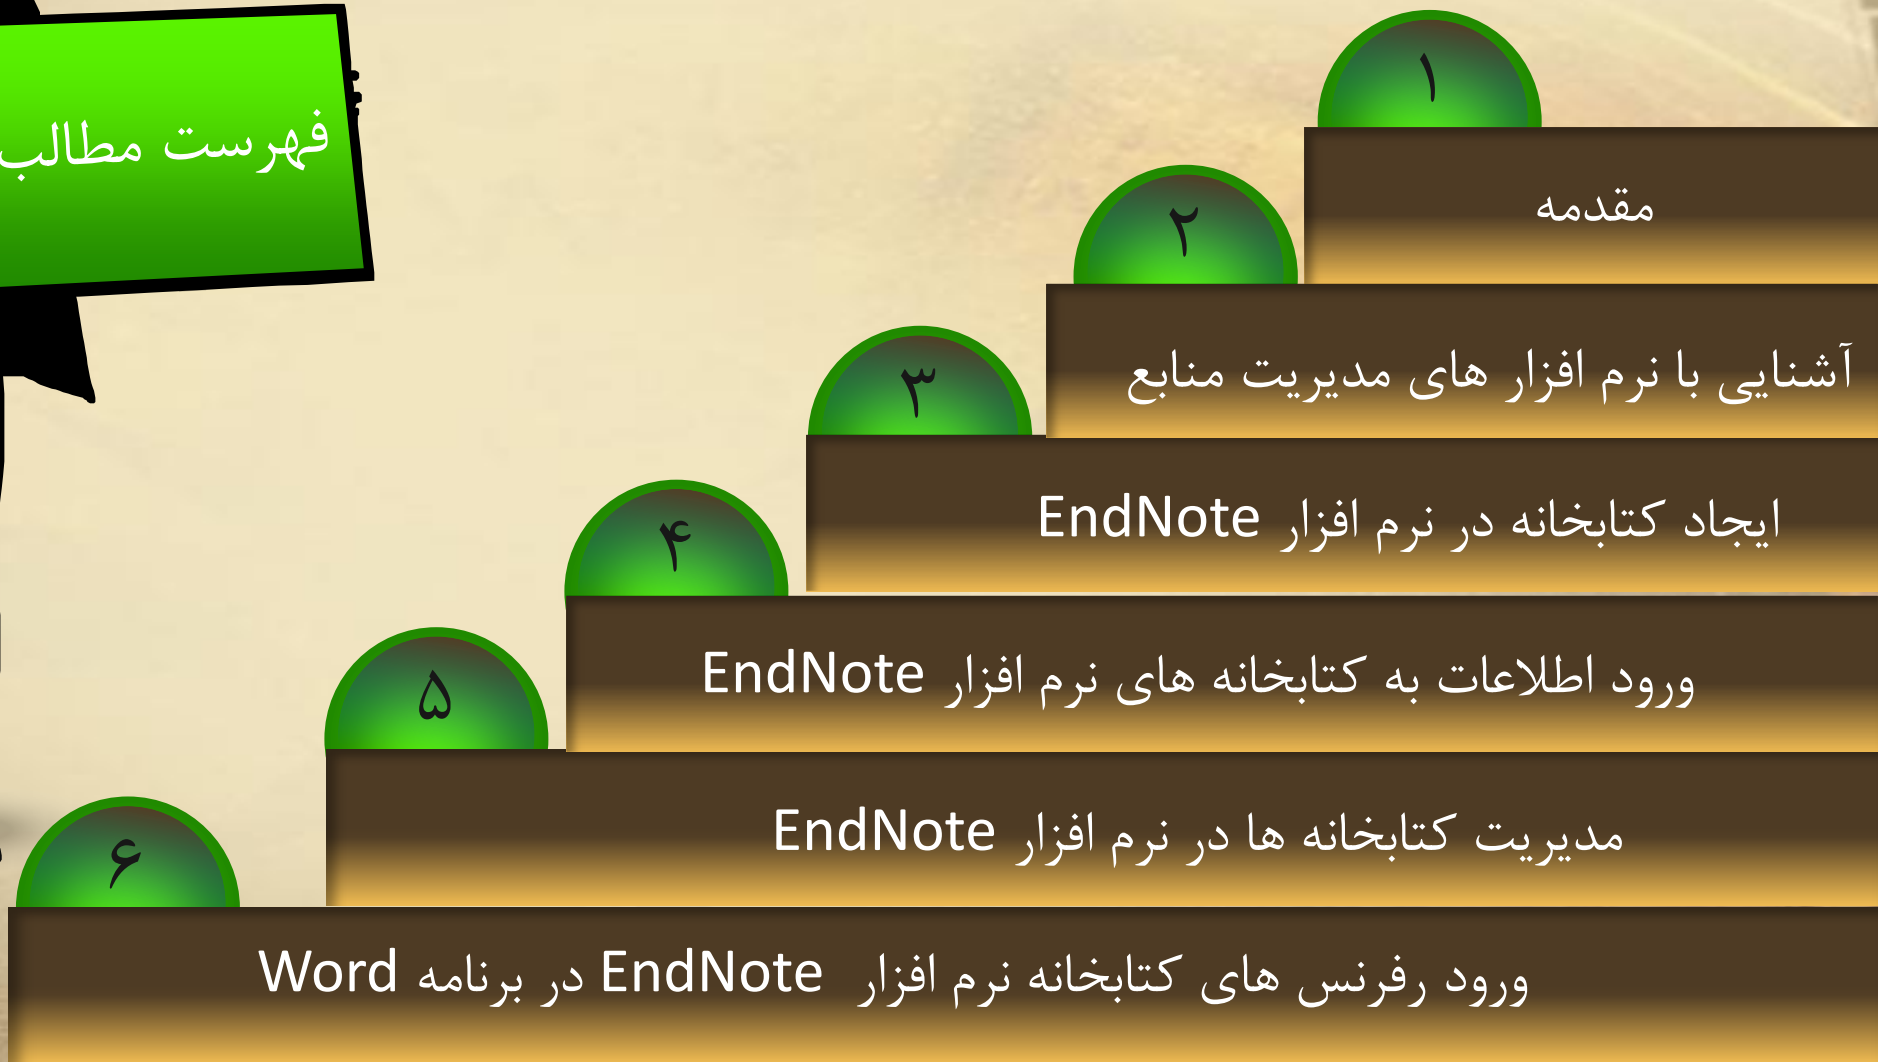 فهرست مطالب
۱
مقدمه
۲
آشنایی با نرم افزار های مدیریت منابع
۳
ایجاد کتابخانه در نرم افزار EndNote
۴
ورود اطلاعات به کتابخانه های نرم افزار EndNote
۵
مدیریت کتابخانه ها در نرم افزار EndNote
۶
ورود رفرنس های کتابخانه نرم افزار EndNote در برنامه Word